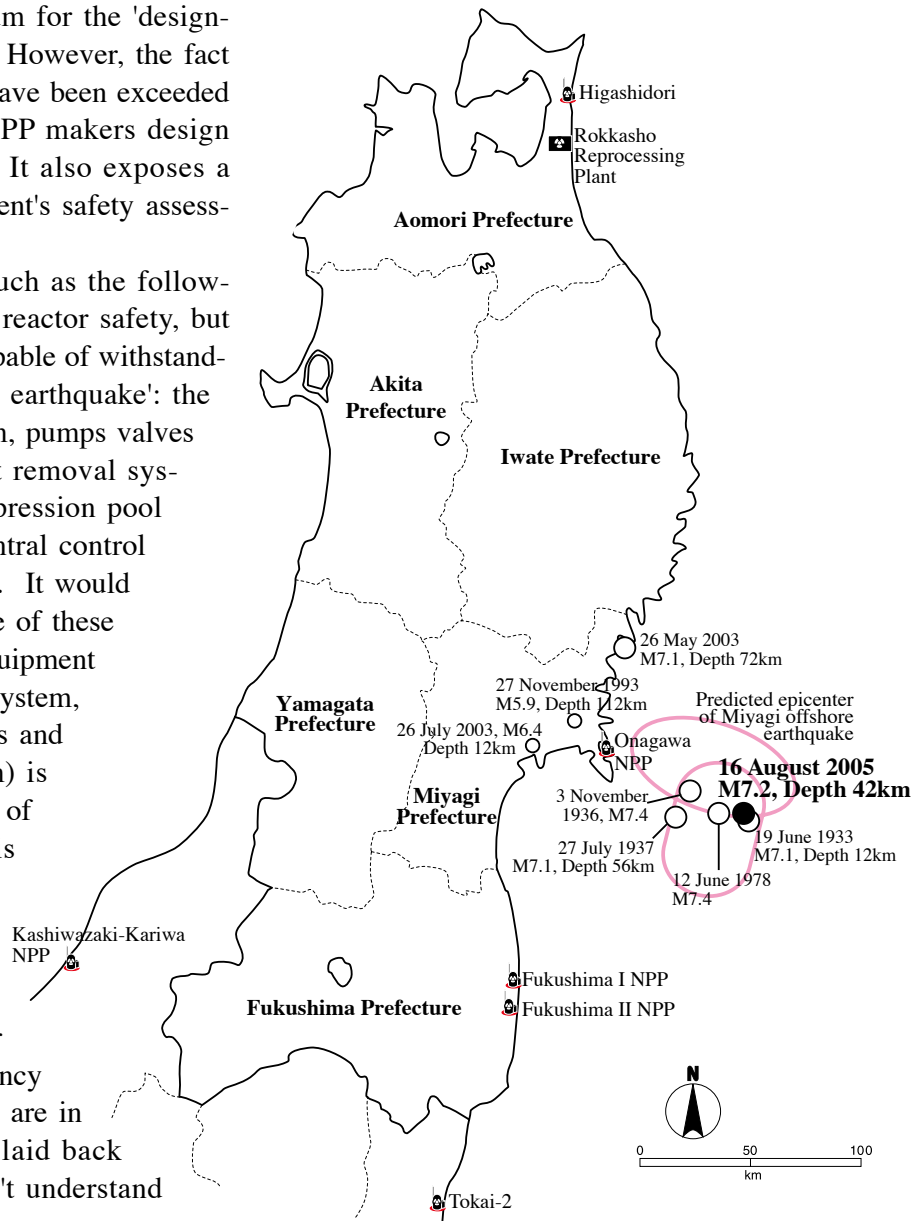 um for the 'design-
However, the fact
ave been exceeded
PP makers design
It also exposes a
ent's safety assess-
uch as the follow-
reactor safety, but
pable of withstand-
earthquake': the
n, pumps valves
t removal sys-
pression pool
ntral control
. It would
e of these
quipment
ystem,
s and
n) is
of
is
.
ncy
are in
laid back
't understand
Higashidori
Rokkasho
Reprocessing
Plant
Aomori Prefecture
Akita
Prefecture
Iwate Prefecture
26 May 2003
M7.1, Depth 72km
27 November 1993
M5.9, Depth 112km
Predicted epicenter
of Miyagi offshore
earthquake
Yamagata
Prefecture
26 July 2003, M6.4
Depth 12km
Onagawa
NPP
16 August 2005
M7.2, Depth 42km
Miyagi
Prefecture
3 November
1936, M7.4
27 July 1937
M7.1, Depth 56km
19 June 1933
M7.1, Depth 12km
12 June 1978
M7.4
Kashiwazaki-Kariwa
NPP
Fukushima I NPP
Fukushima Prefecture
Fukushima II NPP
N
0 50 100
km
Tokai-2